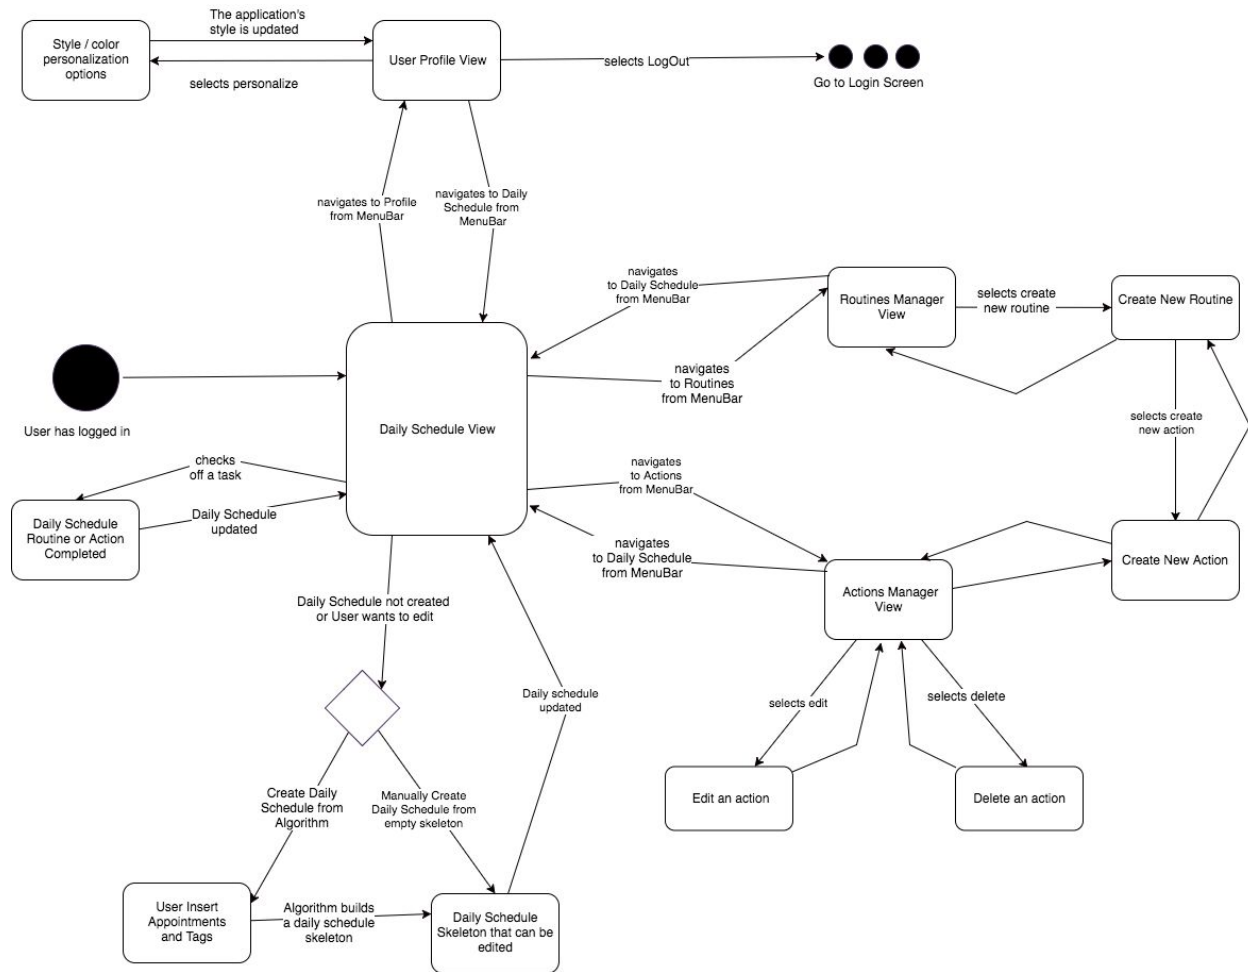 The application's
style is updated
Style / color
personalization
options
User Profile View
selects LogOut
Go to Login Screen
selects personalize
navigates to Profile
from MenuBar
navigates to Daily
Schedule from
MenuBar
navigates
to Daily Schedule
from MenuBar
Routines Manager
View
selects create
new routine
Create New Routine
navigates
to Routines
from MenuBar
User has logged in
Daily Schedule View
selects create
new action
checks
off a task
navigates
to Actions
from MenuBar
Daily Schedule
Routine or Action
Completed
Daily Schedule
updated
navigates
to Daily Schedule
from MenuBar
Create New Action
Actions Manager
View
Daily Schedule not created
or User wants to edit
Daily schedule
updated
selects edit
selects delete
Create Daily
Schedule from
Algorithm
Manually Create
Daily Schedule from
empty skeleton
Edit an action
Delete an action
User Insert
Appointments
and Tags
Algorithm builds
a daily schedule
skeleton
Daily Schedule
Skeleton that can be
edited